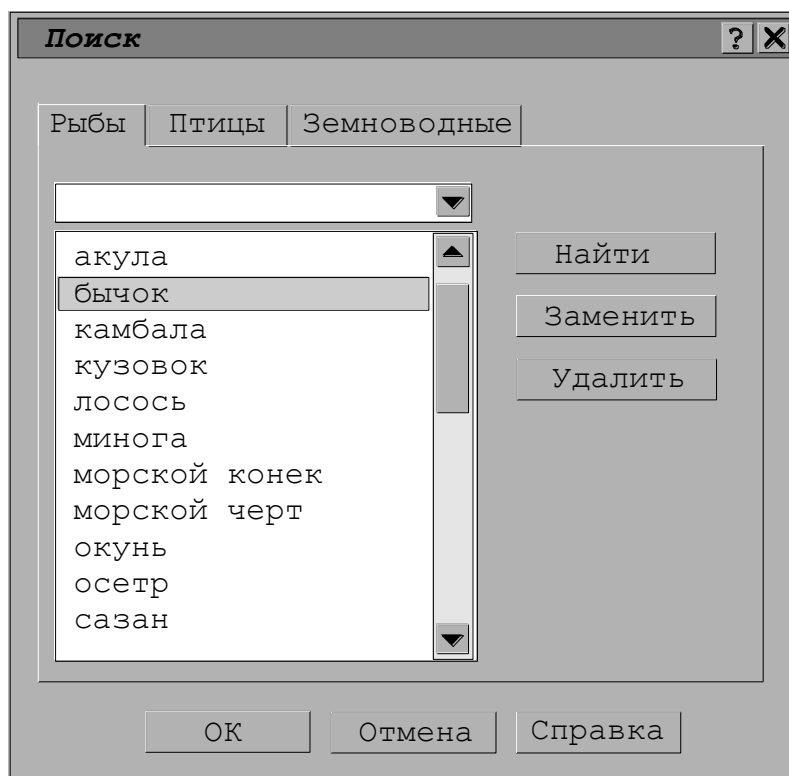 Поиск ?
Рыбы Птицы Земноводные
акула
бычок
камбала
кузовок
лосось
минога
морской конек
морской черт
окунь
осетр
сазан
Найти
Заменить
Удалить
ОК Отмена Справка